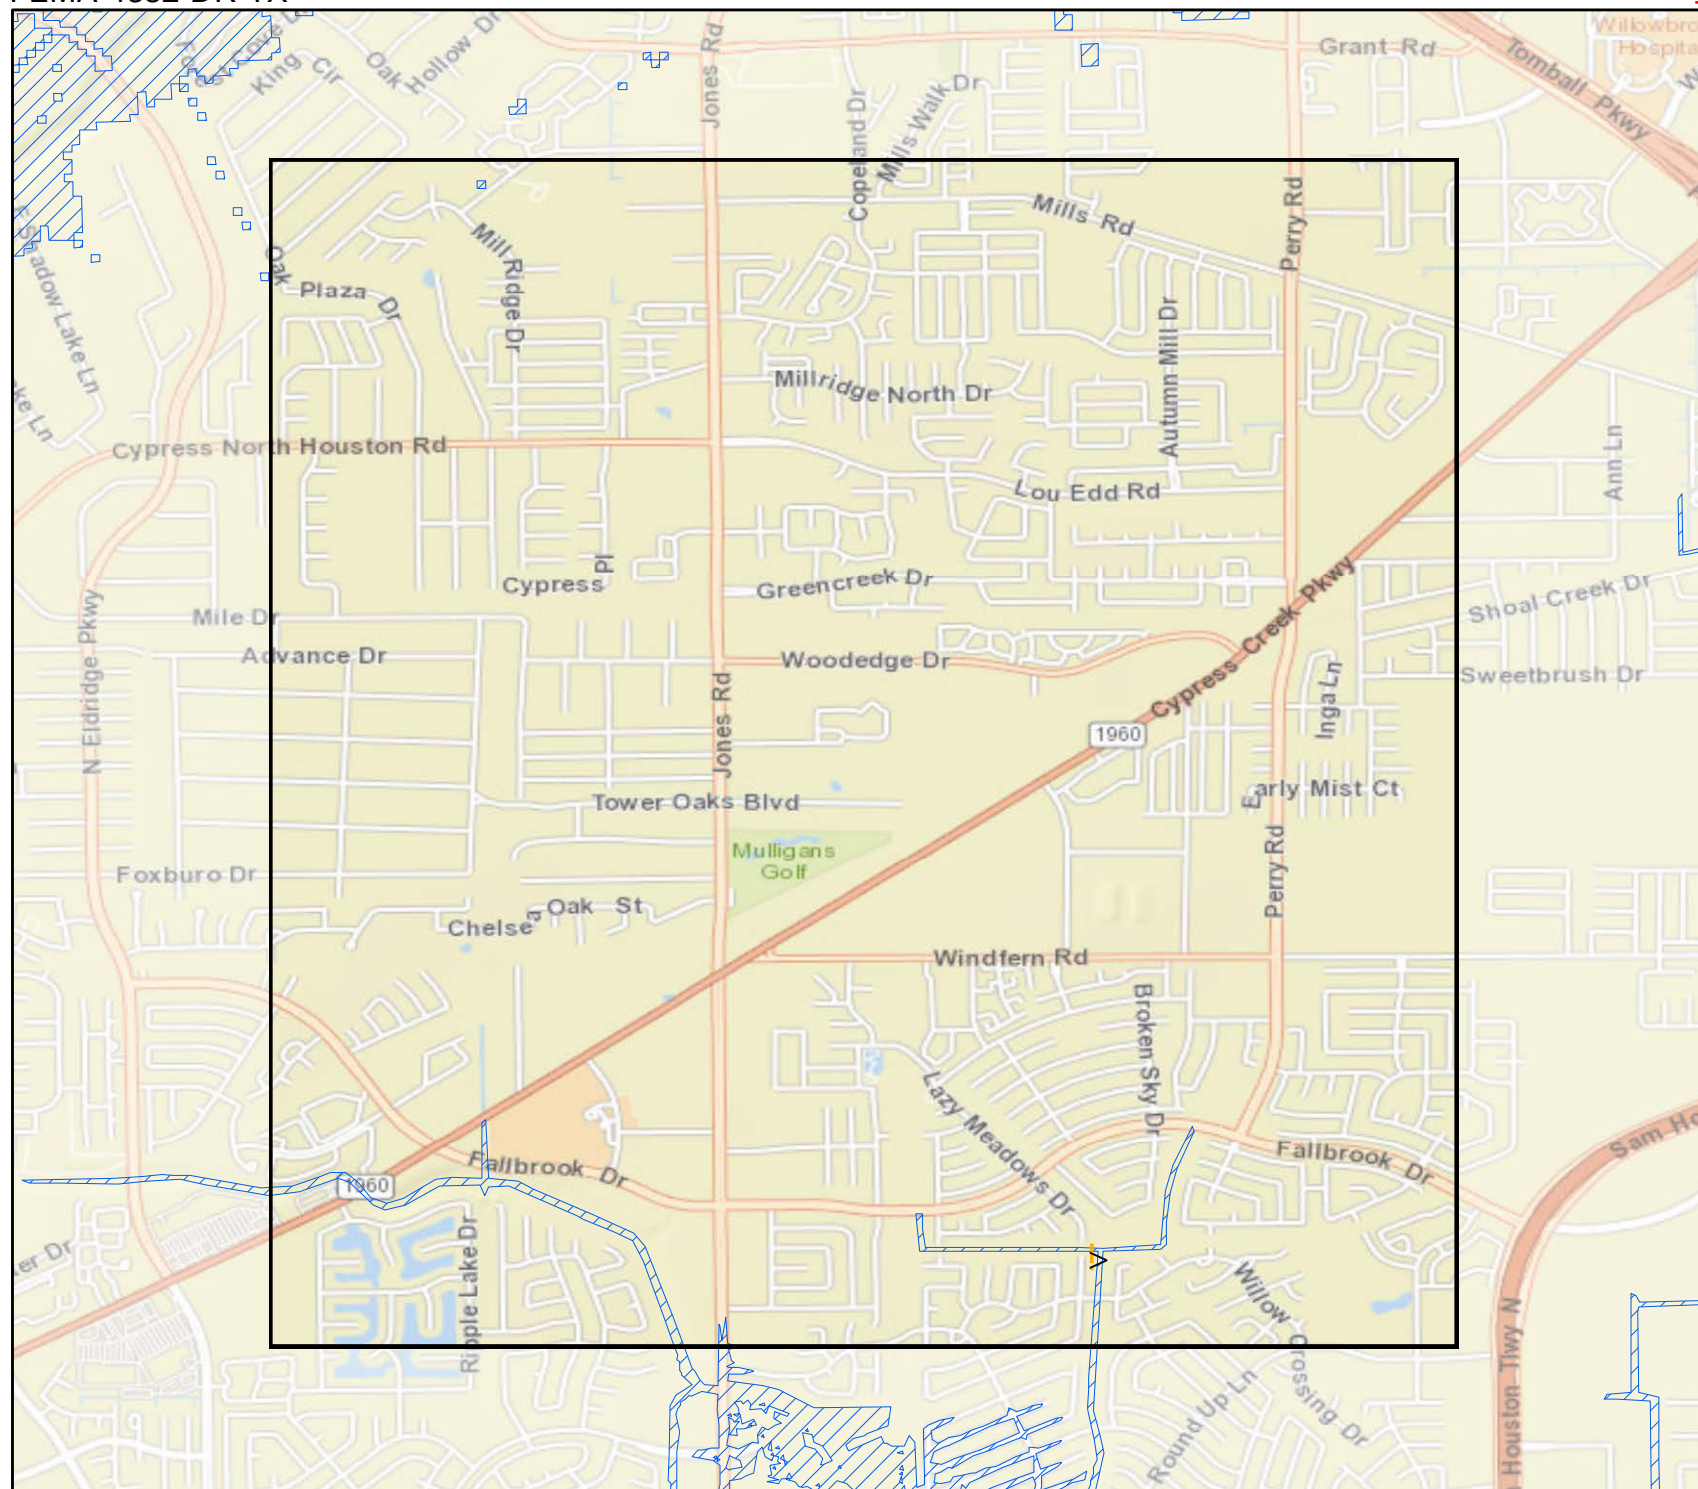 Grant Rd
Tomball Pkwy
Jones Rd
King Cir
Oak Hollow Dr
Copeland Dr
Mills Walk Dr
Mills Rd
Perry Rd
Shadow Lake Ln
Oak Plaza Dr
Mill Ridge Dr
Autumn Mill Dr
Millridge North Dr
Cypress North Houston Rd
Lou Edd Rd
Ann Ln
Cypress Pl
Greencreek Dr
Cypress Creek Pkwy
Shoal Creek Dr
Mile Dr
Advance Dr
Woodedge Dr
Sweetbrush Dr
N Eldridge Pkwy
Jones Rd
Inga Ln
1960
Tower Oaks Blvd
Early Mist Ct
Mulligans
Golf
Foxburo Dr
Perry Rd
Chelsea Oak St
Windfern Rd
Broken Sky Dr
Lazy Meadows Dr
Fallbrook Dr
Fallbrook Dr
1960
Ripple Lake Dr
Willow Crossing Dr
Round Up Ln